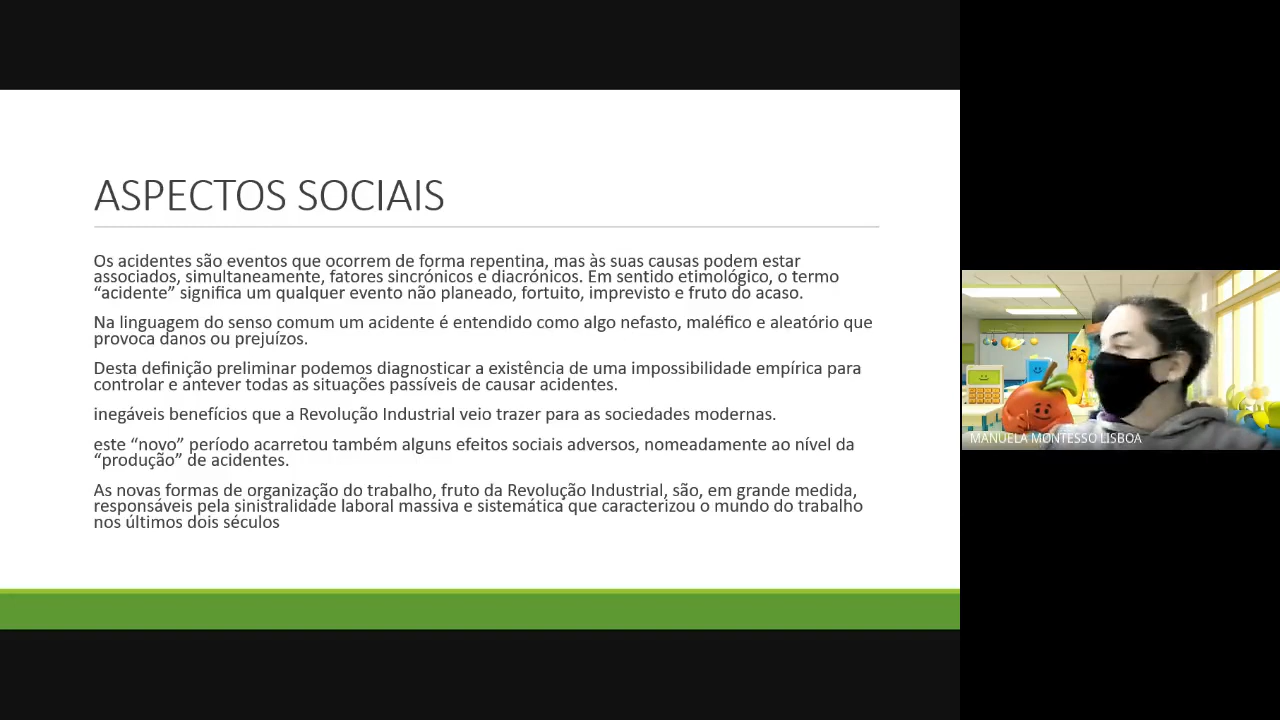 ASPECTOS SOCIAIS
Os acidentes são eventos que ocorrem de forma repentina, mas às suas causas podem estar
associados, simultaneamente, fatores sincrónicos e diacrónicos. Em sentido etimológico, o termo
“acidente” significa um qualquer evento não planeado, fortuito, imprevisto e fruto do acaso.
Na linguagem do senso comum um acidente é entendido como algo nefasto, maléfico e aleatório que
provoca danos ou prejuízos.
Desta definição preliminar podemos diagnosticar a existência de uma impossibilidade empírica para
controlar e antever todas as situações passíveis de causar acidentes.
inegáveis benefícios que a Revolução Industrial veio trazer para as sociedades modernas.
este “novo” período acarretou também alguns efeitos sociais adversos, nomeadamente ao nível da
“produção” de acidentes.
As novas formas de organização do trabalho, fruto da Revolução Industrial, são, em grande medida,
responsáveis pela sinistralidade laboral massiva e sistemática que caracterizou o mundo do trabalho
nos últimos dois séculos
MANUELA MONTESSO LISBOA